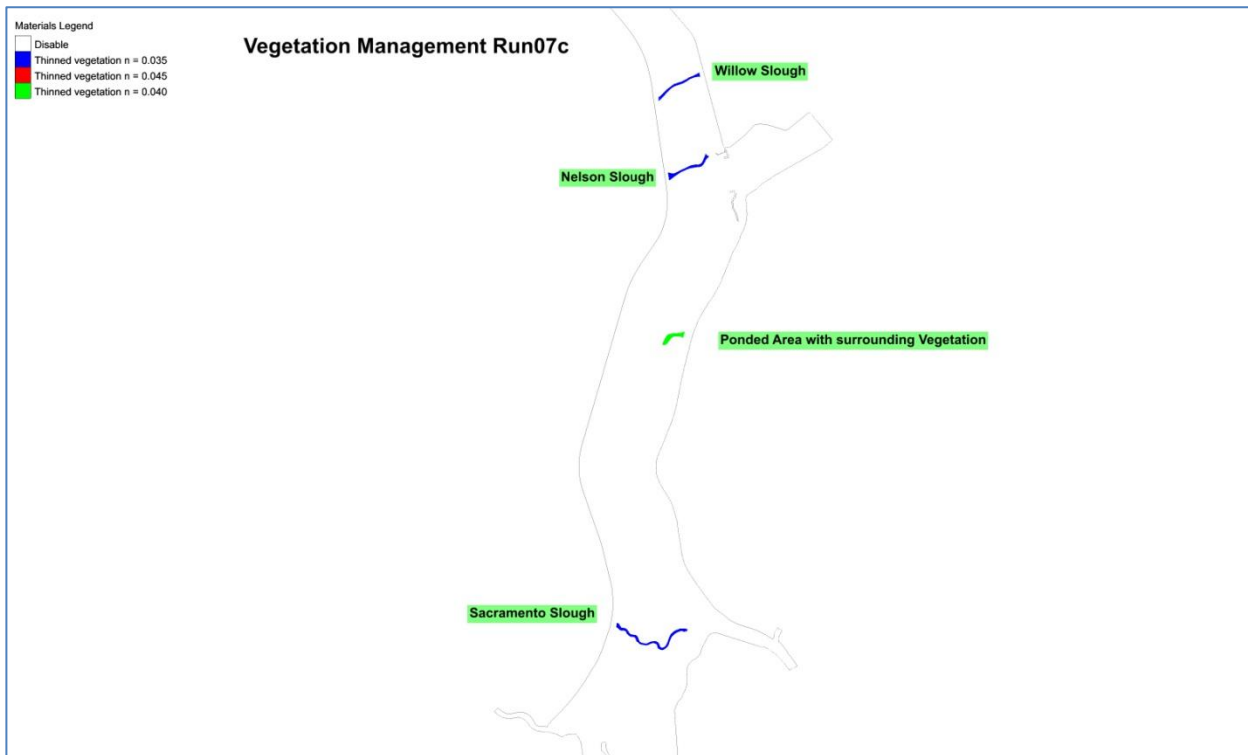 Materials Legend
Disable
Thinned vegetation n = 0.035
Thinned vegetation n = 0.045
Thinned vegetation n = 0.040
Vegetation Management Run07c
Willow Slough
Nelson Slough
Ponded Area with surrounding Vegetation
Sacramento Slough